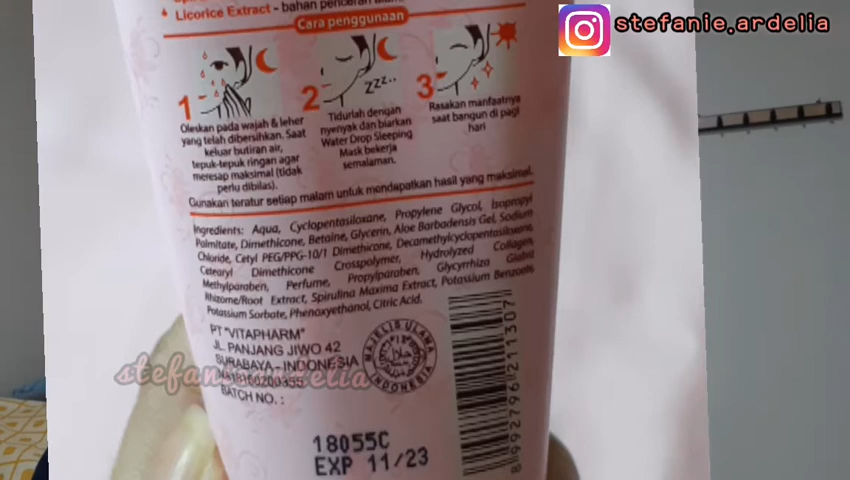 Licorice Extract - bahan
stefanie.ardelia
Cara penggunaan
1
Oleskan pada wajah & leher
yang telah dibersihkan. Saat
keluar butiran air,
tepuk-tepuk ringan agar
meresap maksimal (tidak
perlu dibilas).
zzz..
2
Tidurlah dengan
nyenyak dan biarkan
Water Drop Sleeping
Mask bekerja
semalaman.
3
Rasakan manfaatnya
saat bangun di pagi
hari
Gunakan teratur setiap malam untuk mendapatkan hasil yang maksimal.
Ingredients: Aqua, Cyclopentasiloxane, Propylene Glycol, Isopropyl
Palmitate, Dimethicone, Betaine, Glycerin, Aloe Barbadensis Gel, Sodium
Chloride, Cetyl PEG/PPG-10/1 Dimethicone, Decamethylcyclopentasiloxane,
Cetearyl Dimethicone Crosspolymer, Hydrolyzed Collagen,
Methylparaben, Perfume, Propylparaben, Glycyrrhiza Glabra
Rhizome/Root Extract, Spirulina Maxima Extract, Potassium Benzoate,
Potassium Sorbate, Phenoxyethanol, Citric Acid.
PT "VITAPHARM"
JL. PANJANG JIWO 42
SURABAYA - INDONESIA
stefanie.ardelia
BATCH NO. :
MAJELIS ULAMA
حلال
INDONESIA
18055C
EXP 11/23
8992796211307